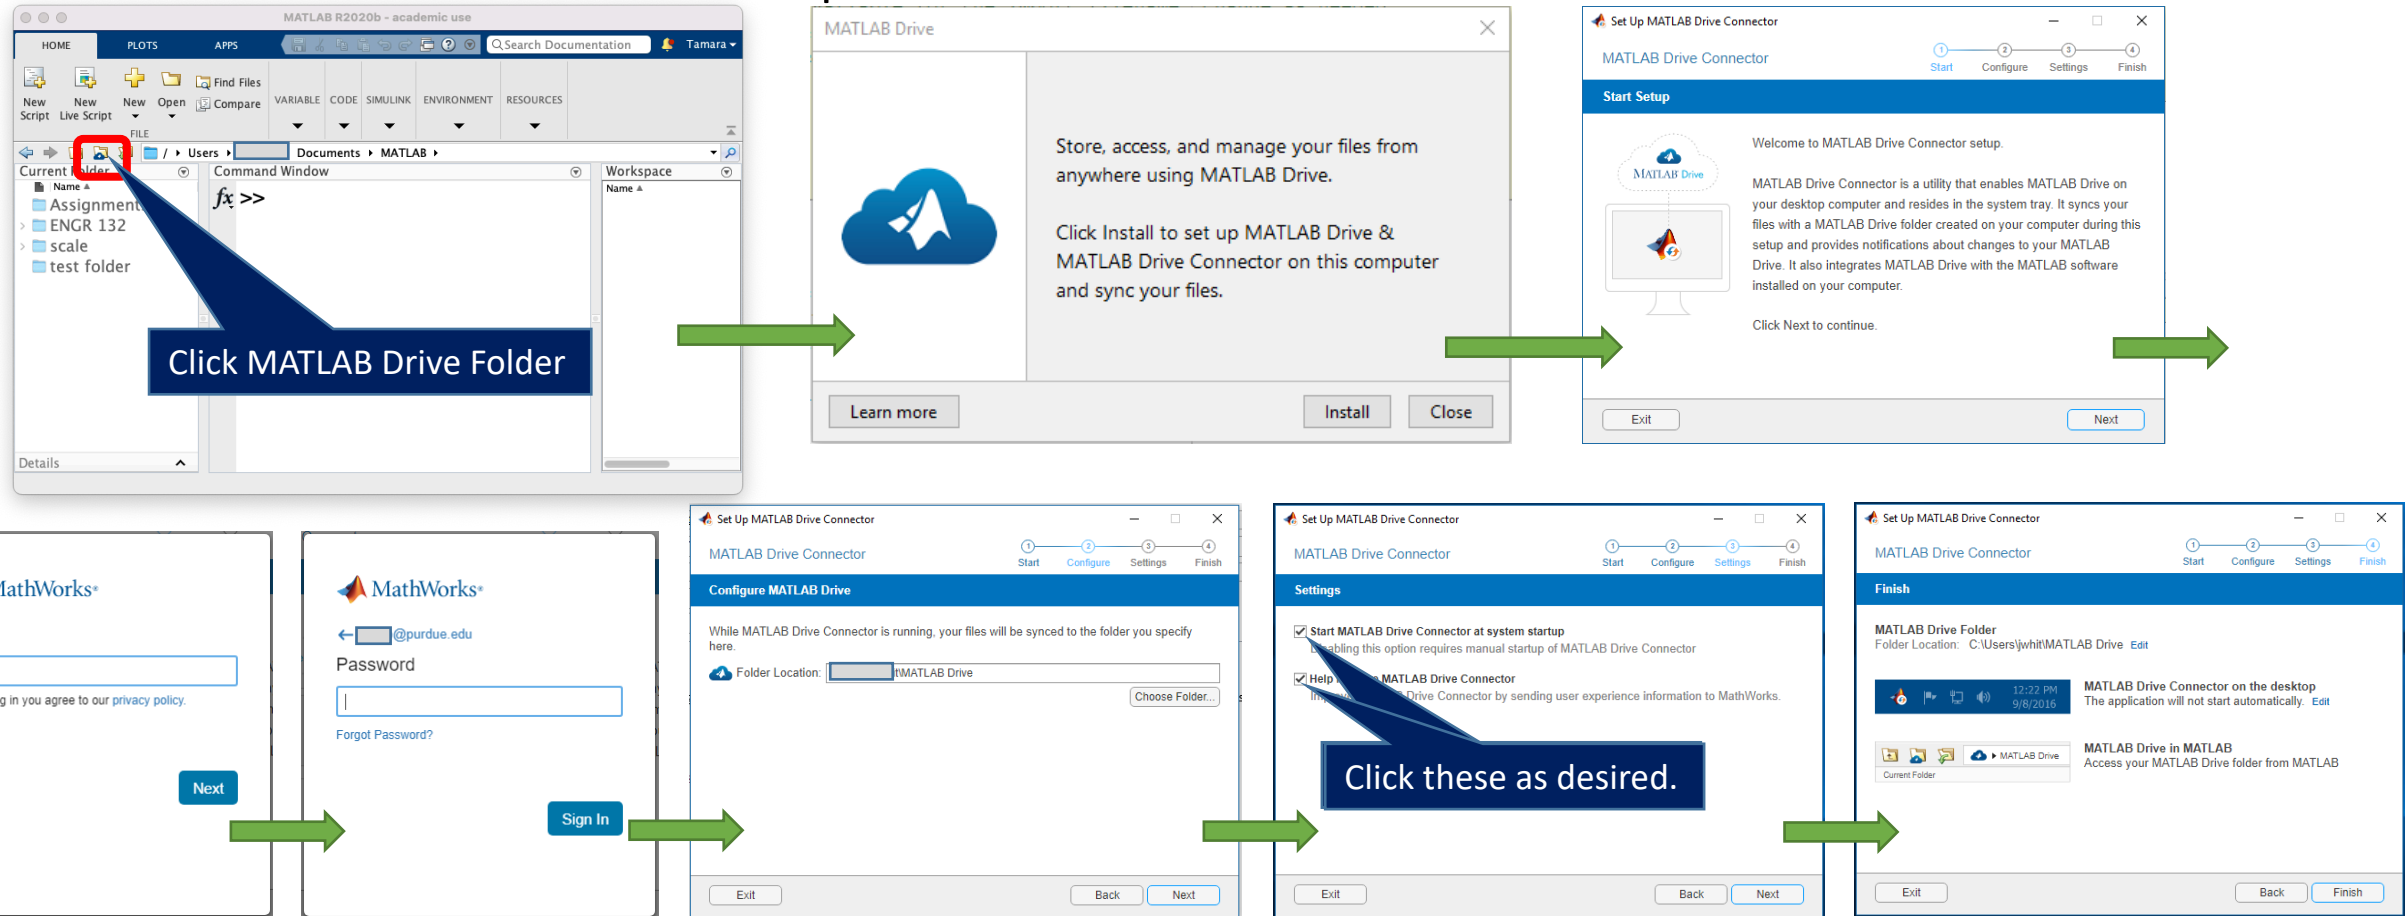 MATLAB R2020b - academic use
HOME PLOTS APPS Search Documentation Tamara
New Script New Live Script New Open Find Files Compare
FILE
VARIABLE CODE SIMULINK ENVIRONMENT RESOURCES
/ Users Documents MATLAB
Current Folder
Name
Assignment
ENGR 132
scale
test folder
Details
Command Window
fx >>
Workspace
Name
Click MATLAB Drive Folder
MATLAB Drive
Store, access, and manage your files from
anywhere using MATLAB Drive.
Click Install to set up MATLAB Drive &
MATLAB Drive Connector on this computer
and sync your files.
Learn more Install Close
Set Up MATLAB Drive Connector
MATLAB Drive Connector
1 2 3 4
Start Configure Settings Finish
Start Setup
MATLAB Drive
Welcome to MATLAB Drive Connector setup.
MATLAB Drive Connector is a utility that enables MATLAB Drive on
your desktop computer and resides in the system tray. It syncs your
files with a MATLAB Drive folder created on your computer during this
setup and provides notifications about changes to your MATLAB
Drive. It also integrates MATLAB Drive with the MATLAB software
installed on your computer.
Click Next to continue.
Exit Next
MathWorks®
g in you agree to our privacy policy.
Next
MathWorks®
@purdue.edu
Password
Forgot Password?
Sign In
Set Up MATLAB Drive Connector
MATLAB Drive Connector
1 2 3 4
Start Configure Settings Finish
Configure MATLAB Drive
While MATLAB Drive Connector is running, your files will be synced to the folder you specify
here.
Folder Location: t\MATLAB Drive
Choose Folder...
Exit Back Next
Set Up MATLAB Drive Connector
MATLAB Drive Connector
1 2 3 4
Start Configure Settings Finish
Settings
Start MATLAB Drive Connector at system startup
Disabling this option requires manual startup of MATLAB Drive Connector
Help MATLAB Drive Connector
Drive Connector by sending user experience information to MathWorks.
Click these as desired.
Exit Back Next
Set Up MATLAB Drive Connector
MATLAB Drive Connector
1 2 3 4
Start Configure Settings Finish
Finish
MATLAB Drive Folder
Folder Location: C:\Users\jwhit\MATLAB Drive Edit
12:22 PM
9/8/2016
MATLAB Drive Connector on the desktop
The application will not start automatically. Edit
MATLAB Drive
Current Folder
MATLAB Drive in MATLAB
Access your MATLAB Drive folder from MATLAB
Exit Back Finish